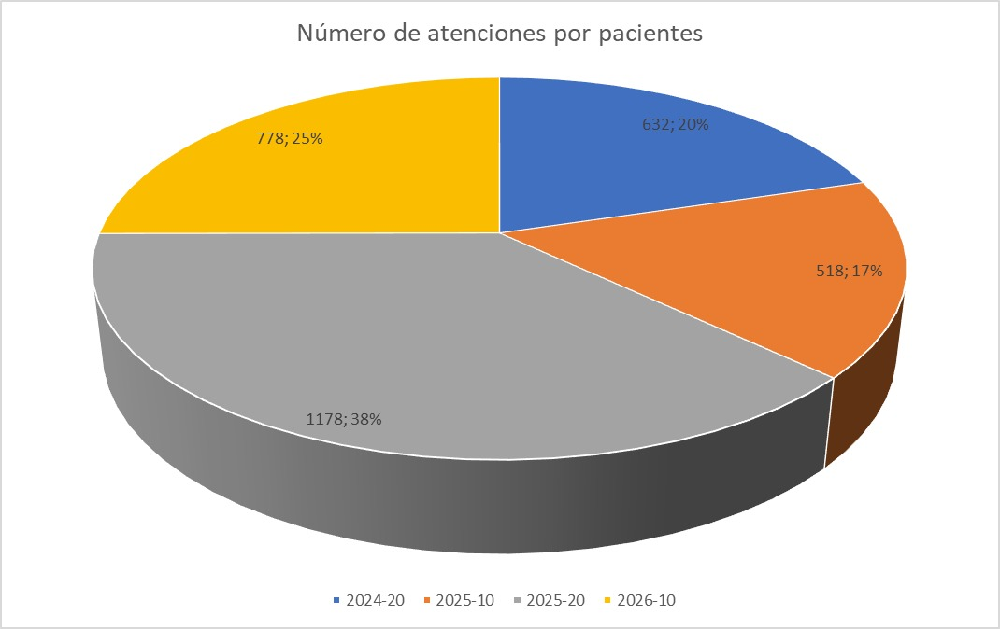 Número de atenciones por pacientes
632; 20%
778; 25%
518; 17%
1178; 38%
2024-20 2025-10 2025-20 2026-10